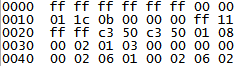 0000 ff ff ff ff ff ff 00 00
0010 01 1c 0b 00 00 00 ff 11
0020 ff ff c3 50 c3 50 01 08
0030 00 02 01 03 00 00 00 00
0040 00 02 06 01 00 02 06 02